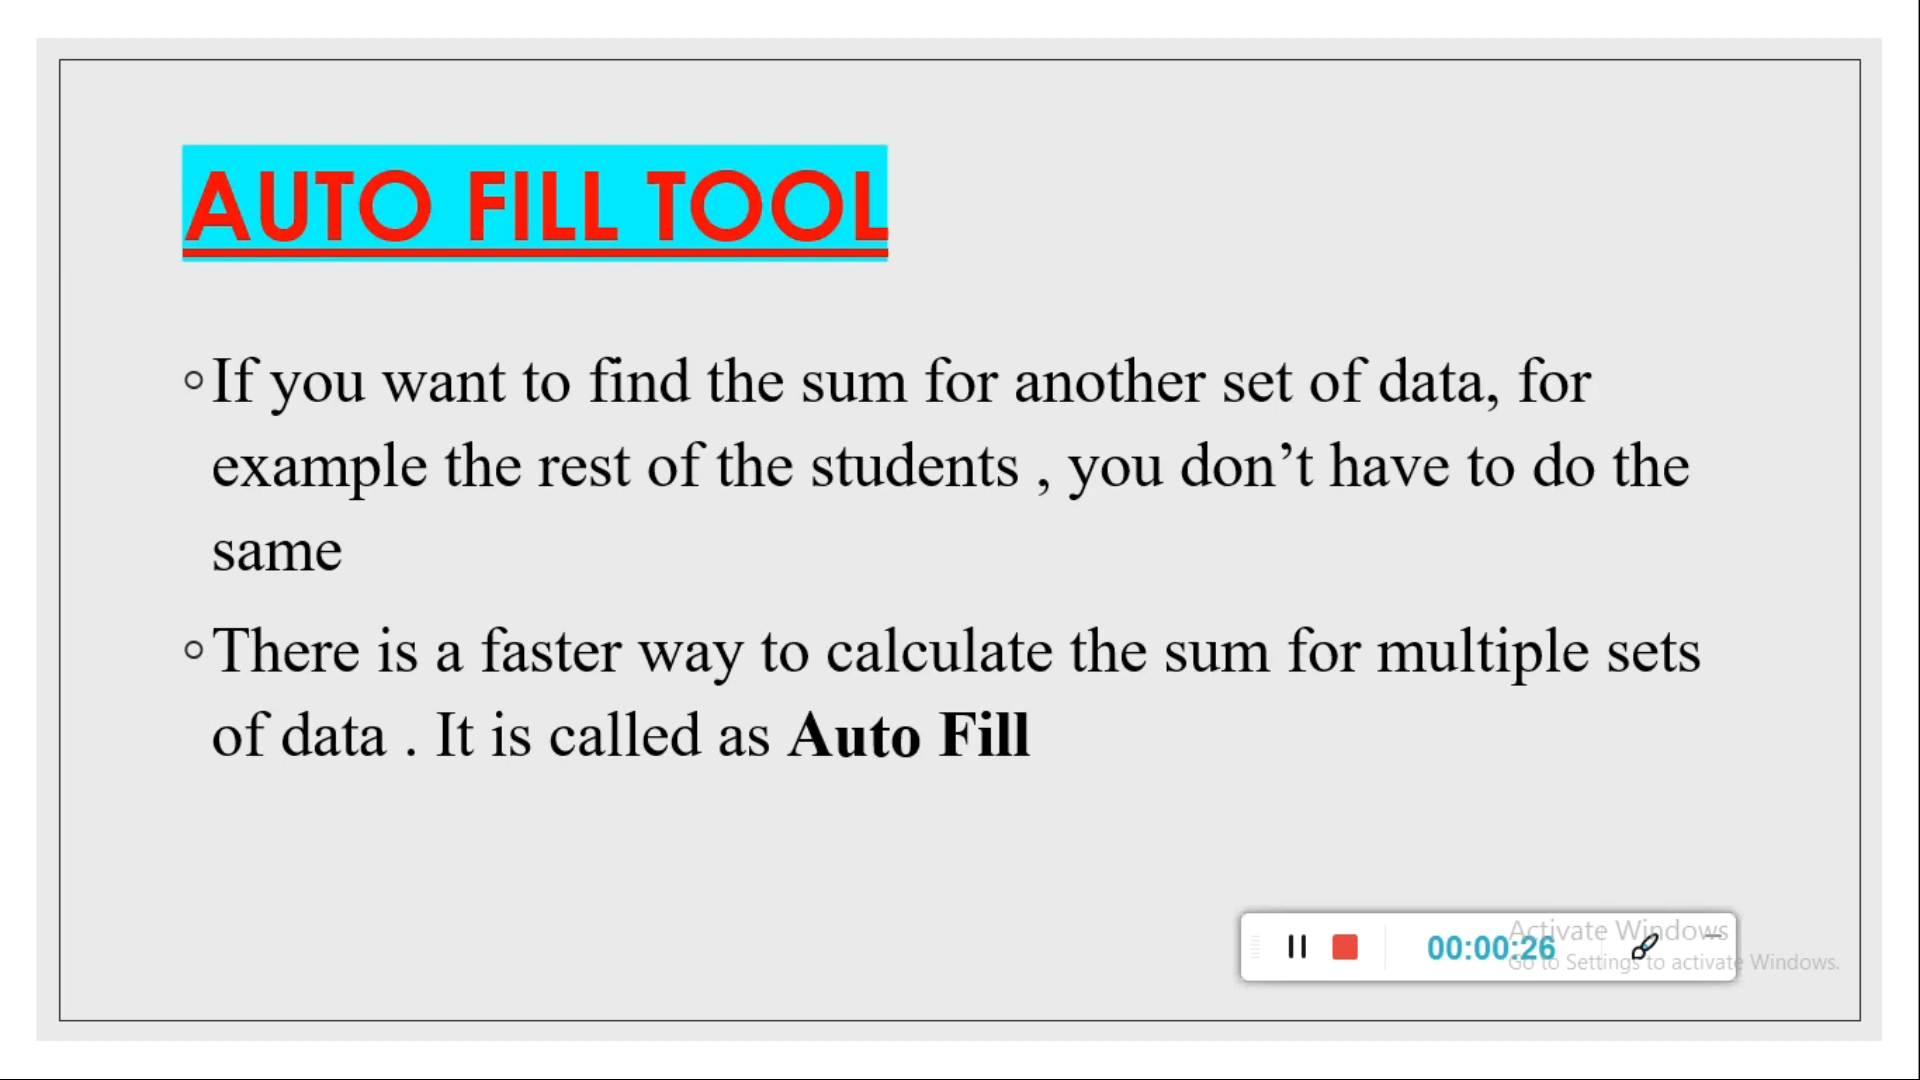 AUTO FILL TOOL
◦If you want to find the sum for another set of data, for
example the rest of the students , you don’t have to do the
same
◦There is a faster way to calculate the sum for multiple sets
of data . It is called as Auto Fill
Activate Windows
00:00:26
Go to Settings to activate Windows.